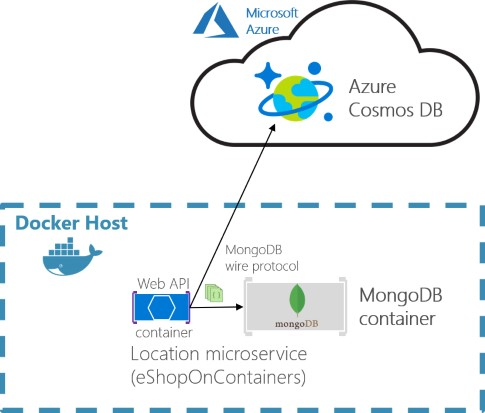 Microsoft
Azure
Azure
Cosmos DB
Docker Host
MongoDB
wire protocol
Web API
container
mongoDB
MongoDB
container
Location microservice
(eShopOnContainers)